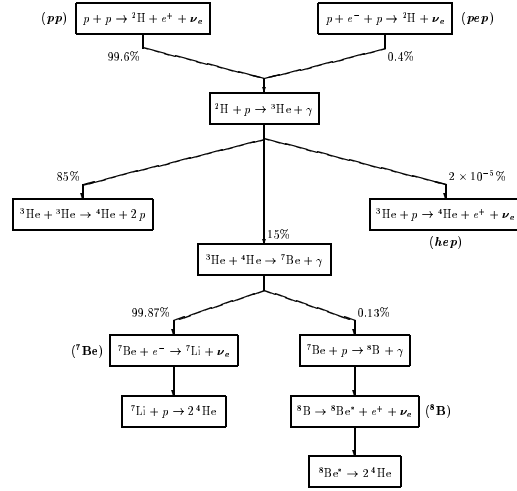 (pp) p + p → ²H + e⁺ + νₑ p + e⁻ + p → ²H + νₑ (pep)
99.6% 0.4%
²H + p → ³He + γ
85% 2 × 10⁻⁵%
³He + ³He → ⁴He + 2 p ³He + p → ⁴He + e⁺ + νₑ
15% (hep)
³He + ⁴He → ⁷Be + γ
99.87% 0.13%
(⁷Be) ⁷Be + e⁻ → ⁷Li + νₑ ⁷Be + p → ⁸B + γ
⁷Li + p → 2 ⁴He ⁸B → ⁸Be* + e⁺ + νₑ (⁸B)
⁸Be* → 2 ⁴He